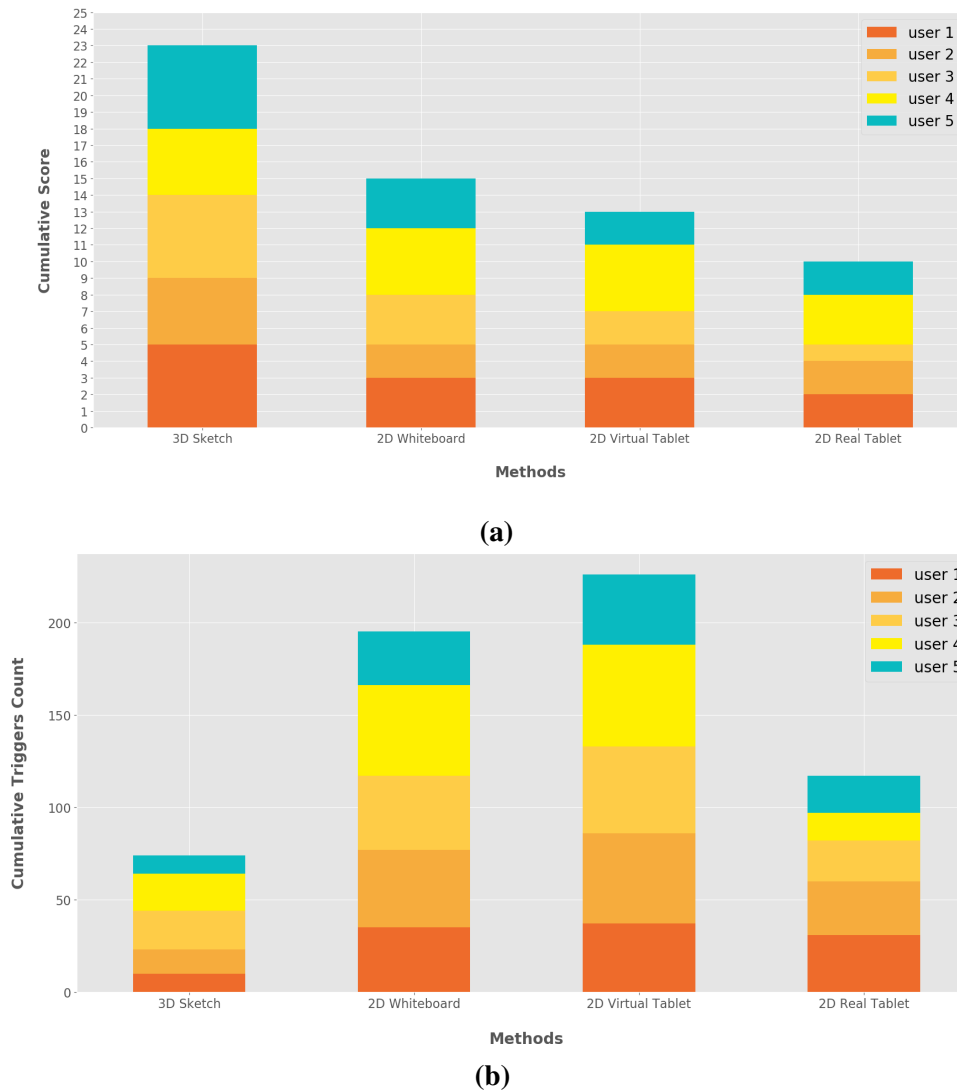 25
24
23
22
21
20
19
18
17
16
15
14
13
12
11
10
9
8
7
6
5
4
3
2
1
0
Cumulative Score
user 1
user 2
user 3
user 4
user 5
3D Sketch 2D Whiteboard 2D Virtual Tablet 2D Real Tablet
Methods
(a)
200
150
100
50
0
Cumulative Triggers Count
user 1
user 2
user 3
user 4
user 5
3D Sketch 2D Whiteboard 2D Virtual Tablet 2D Real Tablet
Methods
(b)